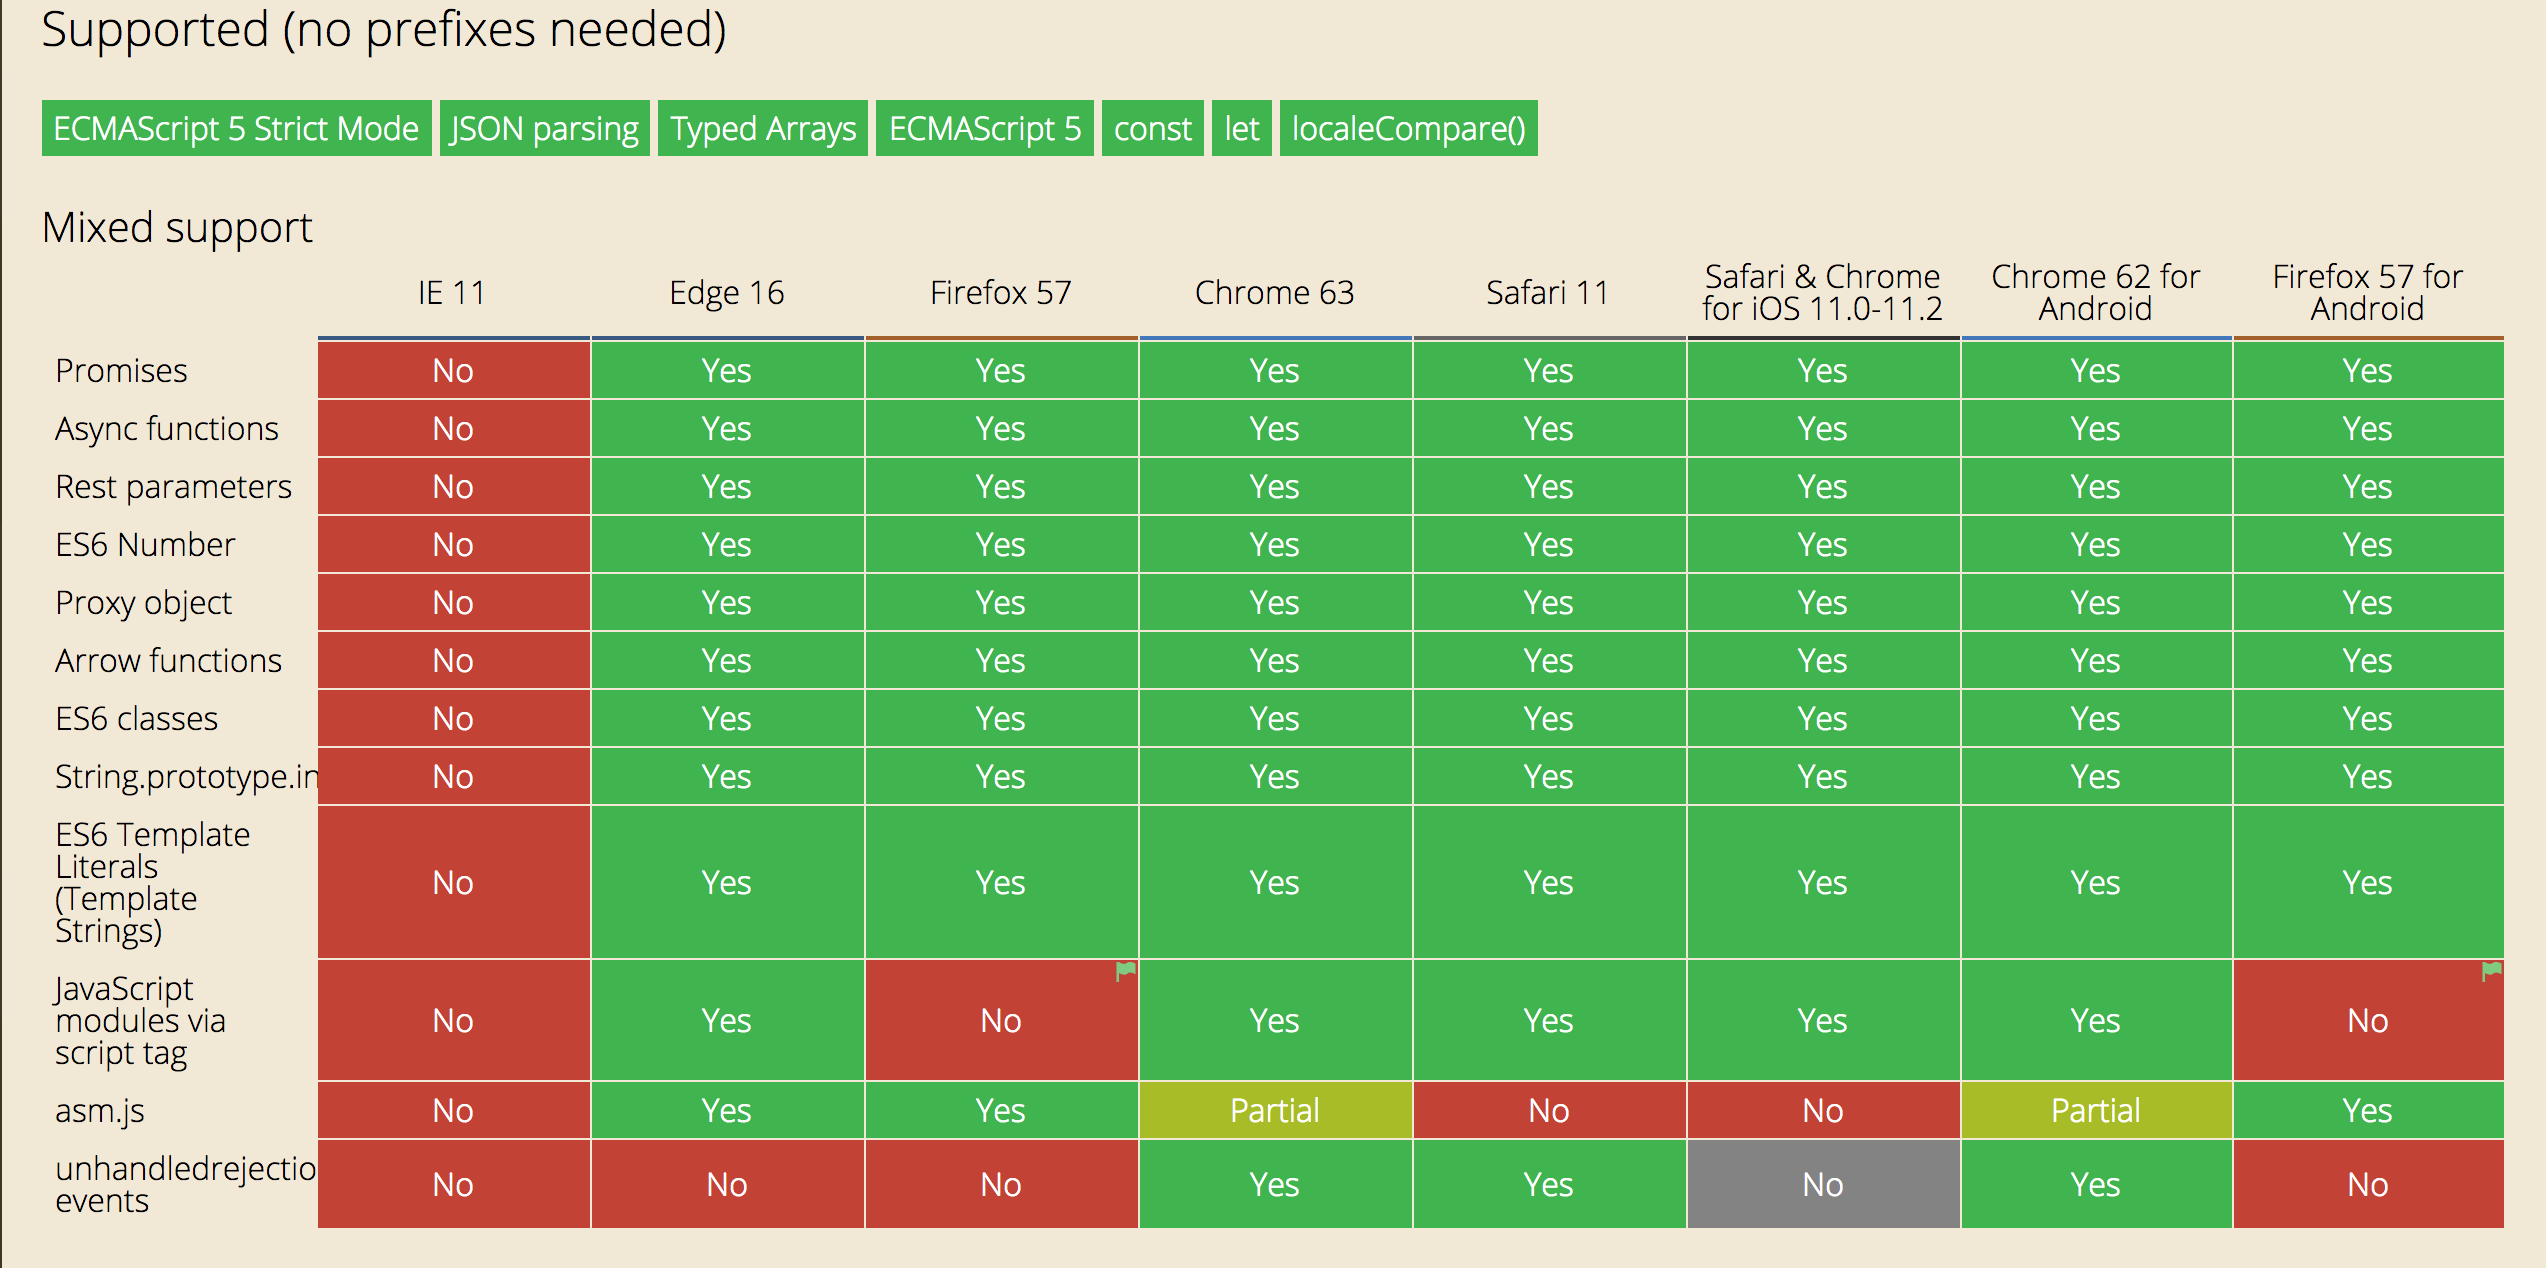 Supported (no prefixes needed)
ECMAScript 5 Strict Mode JSON parsing Typed Arrays ECMAScript 5 const let localeCompare()
Mixed support
IE 11 Edge 16 Firefox 57 Chrome 63 Safari 11 Safari & Chrome for iOS 11.0-11.2 Chrome 62 for Android Firefox 57 for Android
Promises No Yes Yes Yes Yes Yes Yes Yes
Async functions No Yes Yes Yes Yes Yes Yes Yes
Rest parameters No Yes Yes Yes Yes Yes Yes Yes
ES6 Number No Yes Yes Yes Yes Yes Yes Yes
Proxy object No Yes Yes Yes Yes Yes Yes Yes
Arrow functions No Yes Yes Yes Yes Yes Yes Yes
ES6 classes No Yes Yes Yes Yes Yes Yes Yes
String.prototype.in No Yes Yes Yes Yes Yes Yes Yes
ES6 Template
Literals
(Template
Strings)
No Yes Yes Yes Yes Yes Yes Yes
JavaScript
modules via
script tag
No Yes No Yes Yes Yes Yes No
asm.js No Yes Yes Partial No No Partial Yes
unhandledrejectio
events
No No No Yes Yes No Yes No